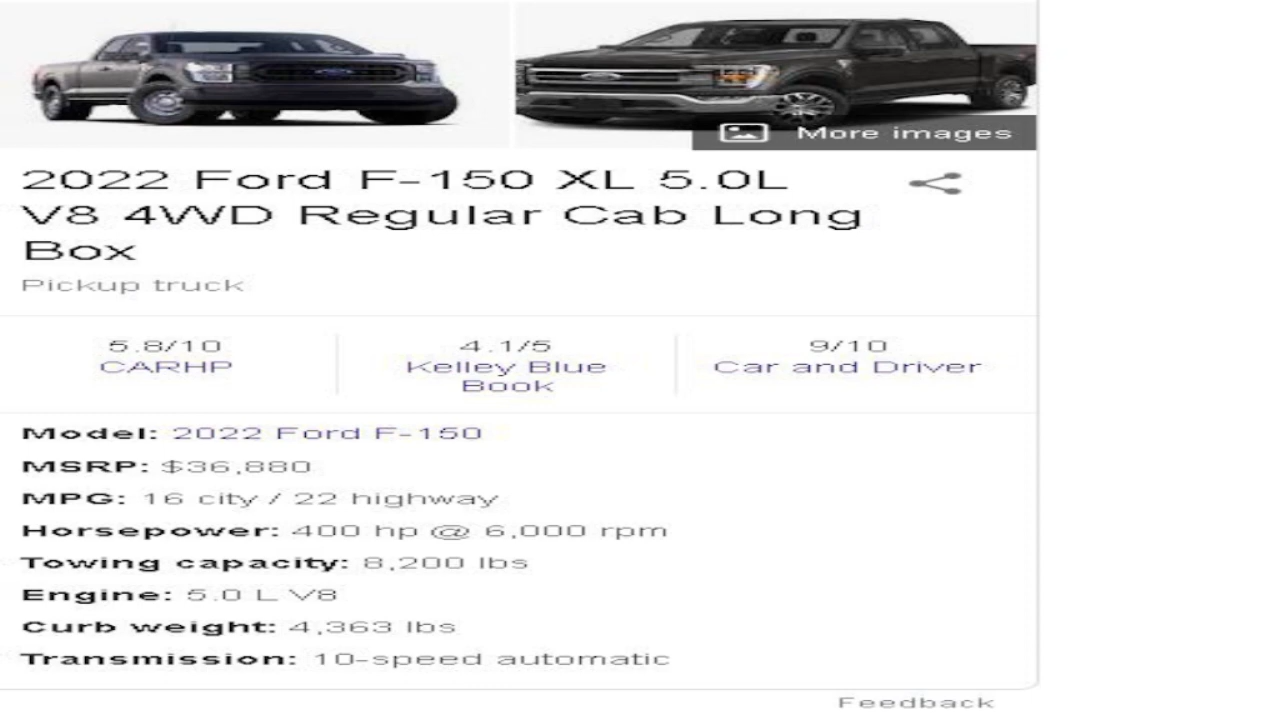 More images
2022 Ford F-150 XL 5.0L
V8 4WD Regular Cab Long
Box
Pickup truck
5.8/10
CARHP
4.1/5
Kelley Blue
Book
9/10
Car and Driver
Model: 2022 Ford F-150
MSRP: $36,880
MPG: 16 city / 22 highway
Horsepower: 400 hp @ 6,000 rpm
Towing capacity: 8,200 lbs
Engine: 5.0 L V8
Curb weight: 4,363 lbs
Transmission: 10-speed automatic
Feedback